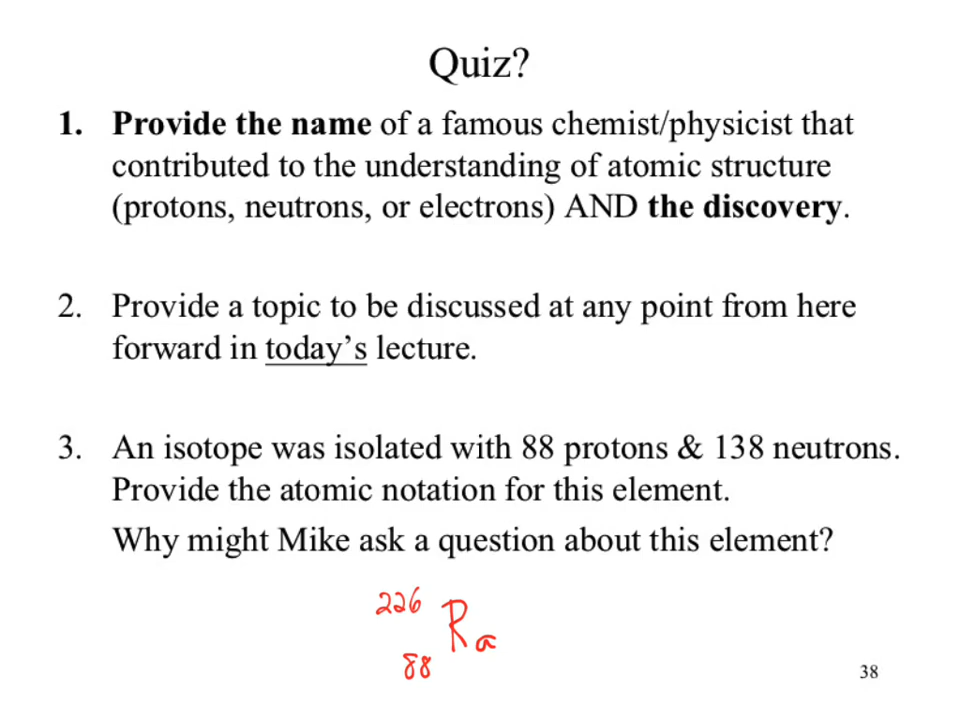 Quiz?
1. Provide the name of a famous chemist/physicist that
contributed to the understanding of atomic structure
(protons, neutrons, or electrons) AND the discovery.
2. Provide a topic to be discussed at any point from here
forward in today’s lecture.
3. An isotope was isolated with 88 protons & 138 neutrons.
Provide the atomic notation for this element.
Why might Mike ask a question about this element?
226
Ra
88
38